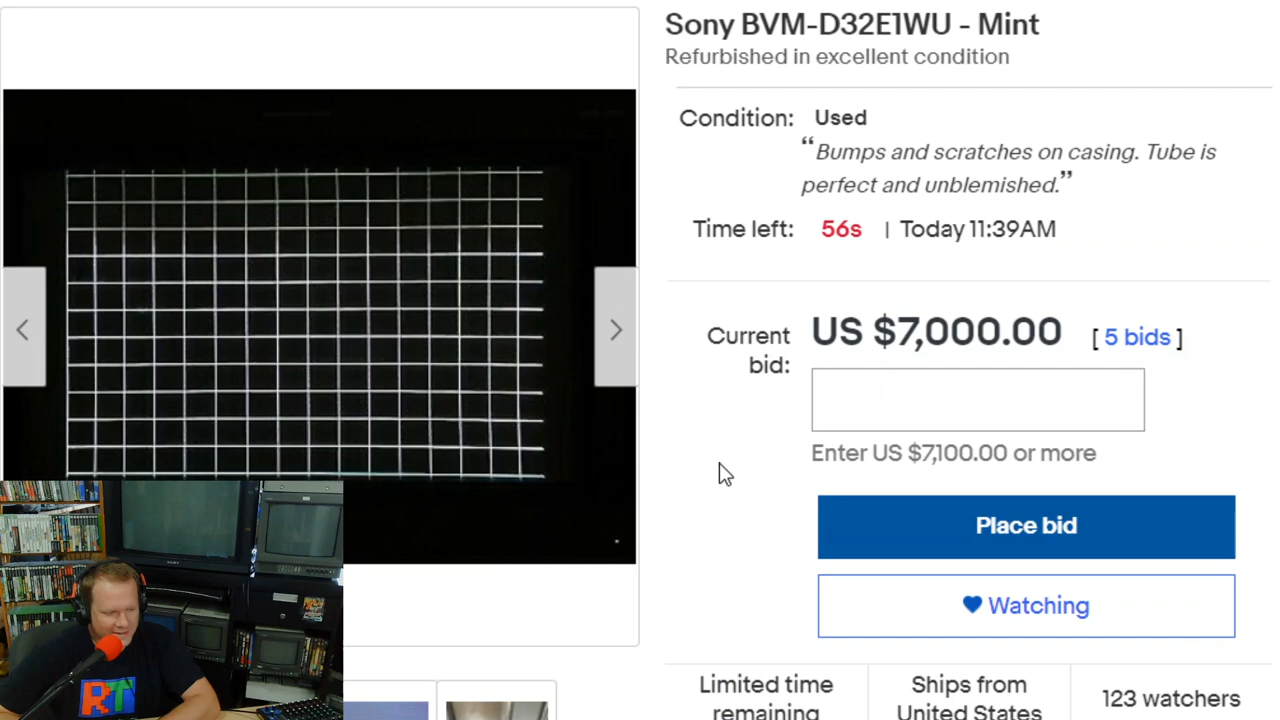 Sony BVM-D32E1WU - Mint
Refurbished in excellent condition
Condition: Used
“Bumps and scratches on casing. Tube is
perfect and unblemished.”
Time left: 56s | Today 11:39AM
Current bid: US $7,000.00 [ 5 bids ]
Enter US $7,100.00 or more
Place bid
Watching
Limited time
remaining
Ships from
United States
123 watchers
RT